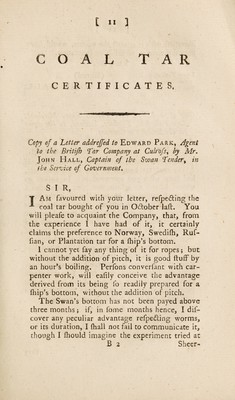 [ 11 ]
COAL TAR
CERTIFICATES.
Copy of a Letter addreſſed to EDWARD PARK, Agent
to the Britiſh Tar Company at Culroſs, by Mr.
JOHN HALL, Captain of the Swan Tender, in
the Service of Government.
SIR,
I AM favoured with your letter, reſpecting the
coal tar bought of you in October laſt. You
will pleaſe to acquaint the Company, that, from
the experience I have had of it, it certainly
claims the preference to Norway, Swediſh, Ruſ-
ſian, or Plantation tar for a ſhip's bottom.
I cannot yet ſay any thing of it for ropes; but
without the addition of pitch, it is good ſtuff by
an hour's boiling. Perſons converſant with car-
penter work, will eaſily conceive the advantage
derived from its being ſo readily prepared for a
ſhip's bottom, without the addition of pitch.
The Swan's bottom has not been payed above
three months; if, in ſome months hence, I diſ-
cover any peculiar advantage reſpecting worms,
or its duration, I ſhall not fail to communicate it,
though I ſhould imagine the experiment tried at
B 2 Sheer-